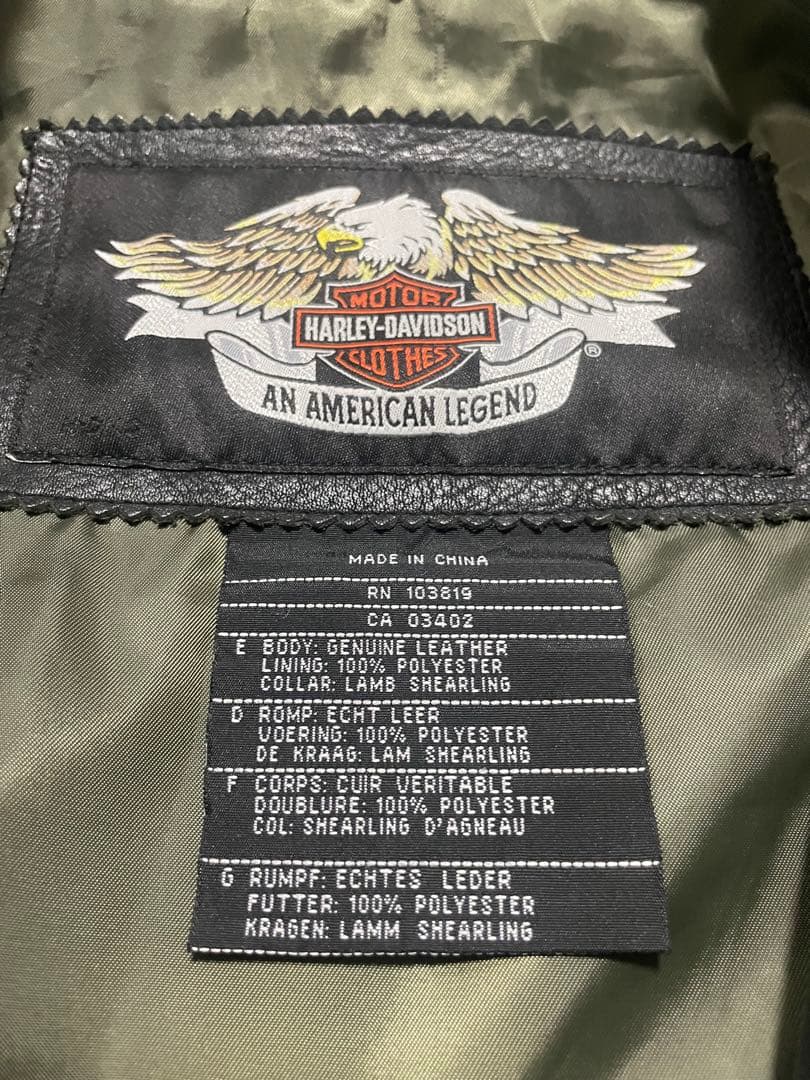 MOTOR
HARLEY-DAVIDSON
CLOTHES
®
AN AMERICAN LEGEND
MADE IN CHINA
RN 103819
CA 03402
E BODY: GENUINE LEATHER
LINING: 100% POLYESTER
COLLAR: LAMB SHEARLING
D ROMP: ECHT LEER
VOERING: 100% POLYESTER
DE KRAAG: LAM SHEARLING
F CORPS: CUIR VERITABLE
DOUBLURE: 100% POLYESTER
COL: SHEARLING D'AGNEAU
G RUMPF: ECHTES LEDER
FUTTER: 100% POLYESTER
KRAGEN: LAMM SHEARLING